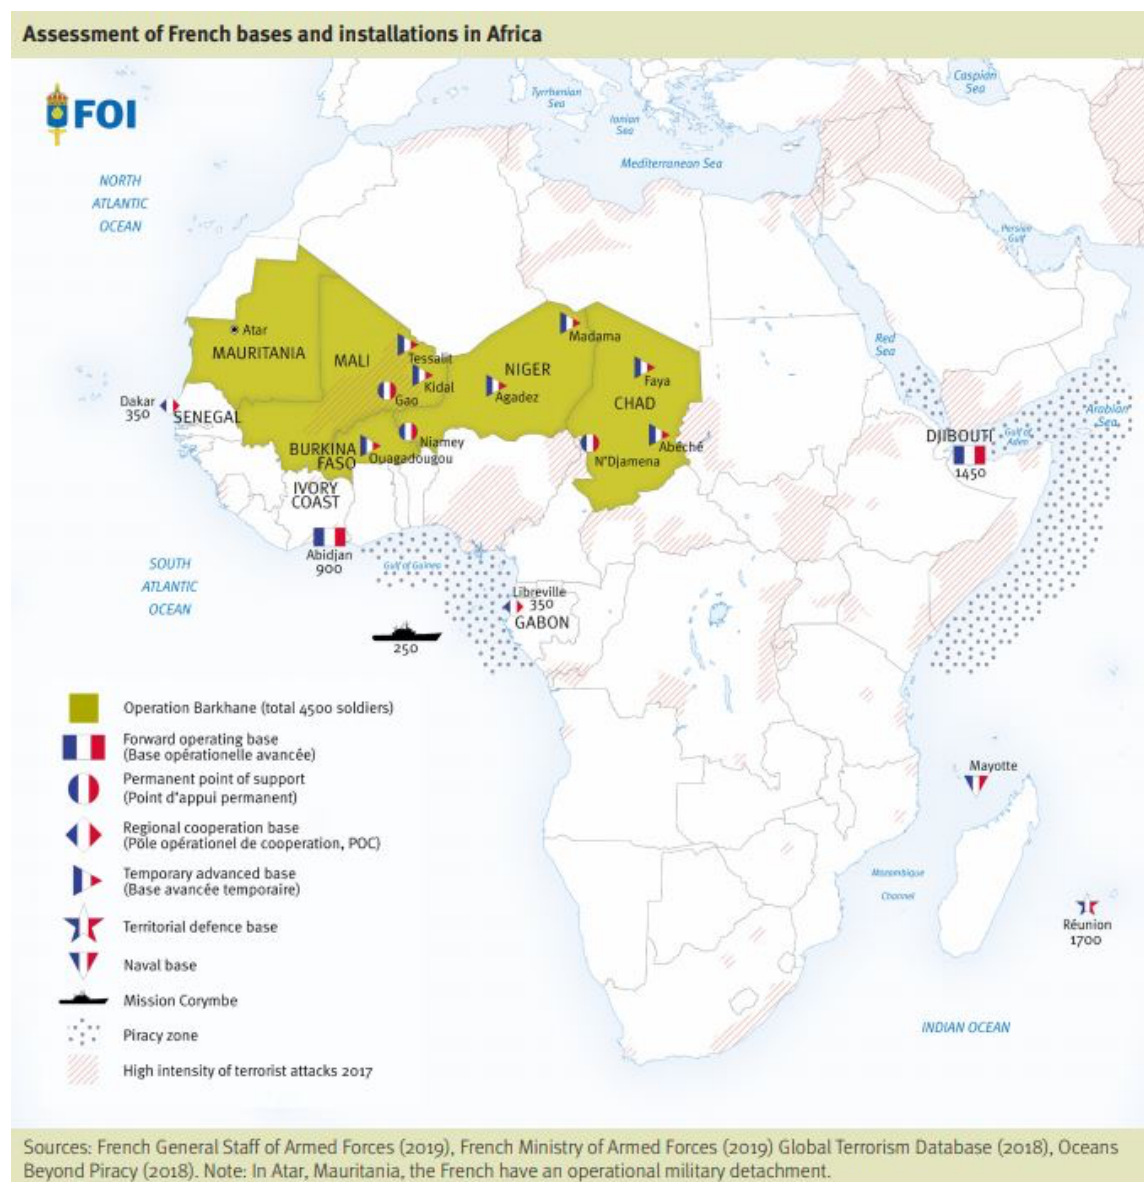 Assessment of French bases and installations in Africa
FOI
Caspian
Sea
Tyrrhenian
Sea
Ionian
Sea
Mediterranean Sea
NORTH
ATLANTIC
OCEAN
Persian
Gulf
Atar
MAURITANIA
MALI
Tessalit
Kidal
Gao
Madama
NIGER
Agadez
Faya
CHAD
Abéché
N'Djamena
Red
Sea
Dakar
350
SENEGAL
BURKINA
FASO
Niamey
Ouagadougou
Arabian
Sea
DJIBOUTI
Gulf of
Aden
1450
IVORY
COAST
Abidjan
900
Gulf of Guinea
SOUTH
ATLANTIC
OCEAN
Libreville
350
GABON
250
Operation Barkhane (total 4500 soldiers)
Forward operating base
(Base opérationelle avancée)
Permanent point of support
(Point d'appui permanent)
Regional cooperation base
(Pôle opérationel de cooperation, POC)
Temporary advanced base
(Base avancée temporaire)
Territorial defence base
Naval base
Mission Corymbe
Piracy zone
High intensity of terrorist attacks 2017
Mayotte
Mozambique
Channel
Réunion
1700
INDIAN OCEAN
Sources: French General Staff of Armed Forces (2019), French Ministry of Armed Forces (2019) Global Terrorism Database (2018), Oceans
Beyond Piracy (2018). Note: In Atar, Mauritania, the French have an operational military detachment.